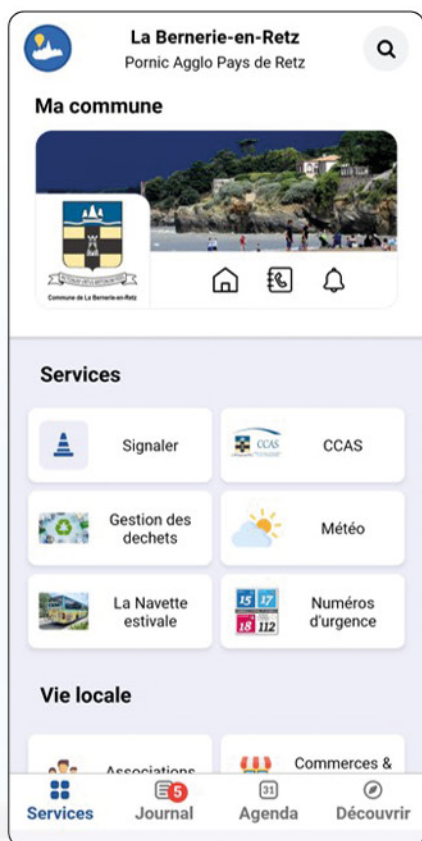 La Bernerie-en-Retz
Pornic Agglo Pays de Retz
Ma commune
Commune de La Bernerie-en-Retz
Services
Signaler
CCAS
CCAS
Gestion des
dechets
Météo
La Navette
estivale
15 17
18 112
Numéros
d'urgence
Vie locale
Associations
Commerces &
Services
5
Journal
31
Agenda
Découvrir